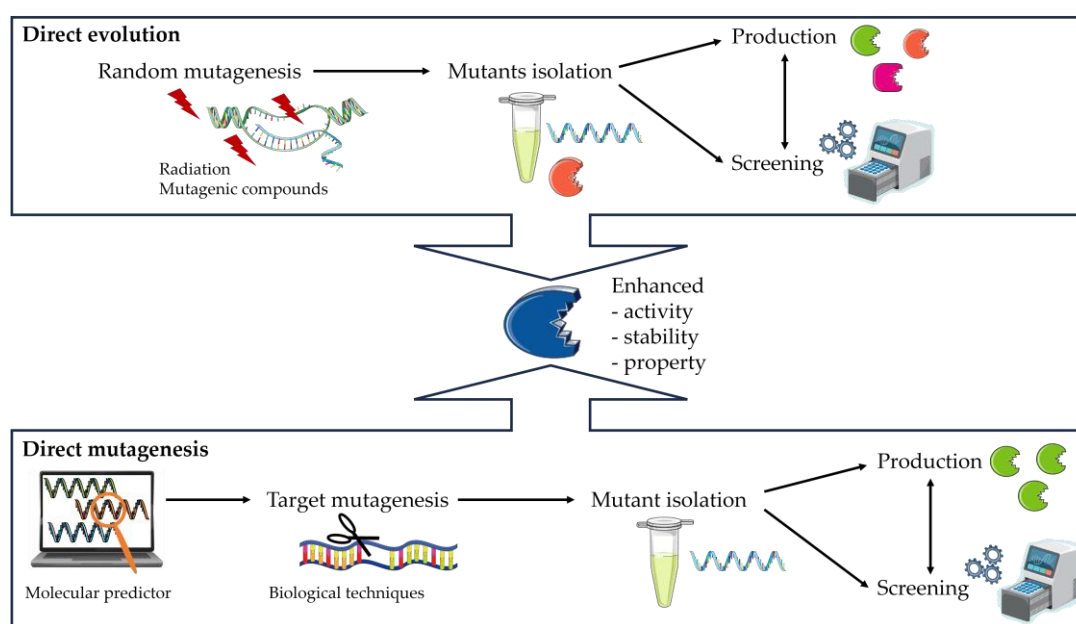 Direct evolution
Random mutagenesis
Radiation
Mutagenic compounds
Mutants isolation
Production
Screening
Enhanced
- activity
- stability
- property
Direct mutagenesis
Molecular predictor
Target mutagenesis
Biological techniques
Mutant isolation
Production
Screening